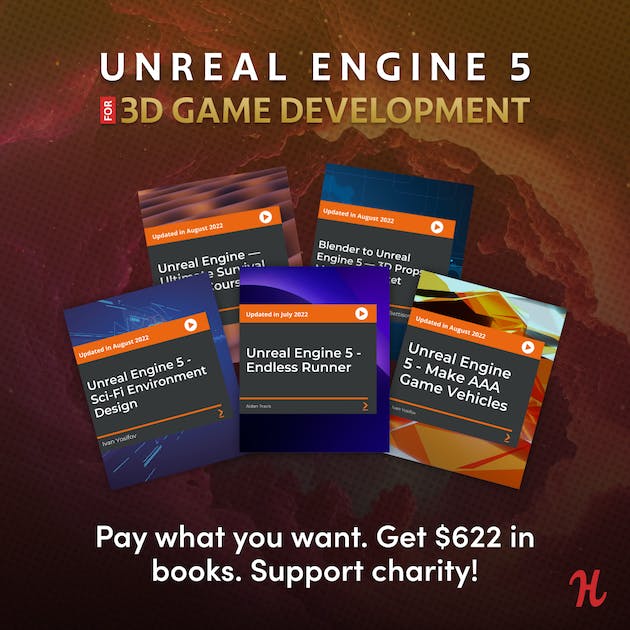 UNREAL ENGINE 5
FOR 3D GAME DEVELOPMENT
Updated in August 2022
Unreal Engine —
Ultimate Survival
Updated in August 2022
Blender to Unreal
Engine 5 — 3D Props
Updated in August 2022
Unreal Engine 5 -
Sci-Fi Environment
Design
Ivan Yosifov
Updated in July 2022
Unreal Engine 5 -
Endless Runner
Aidan Travis
Updated in August 2022
Unreal Engine
5 - Make AAA
Game Vehicles
Ivan Yosifov
Pay what you want. Get $622 in
books. Support charity!
H